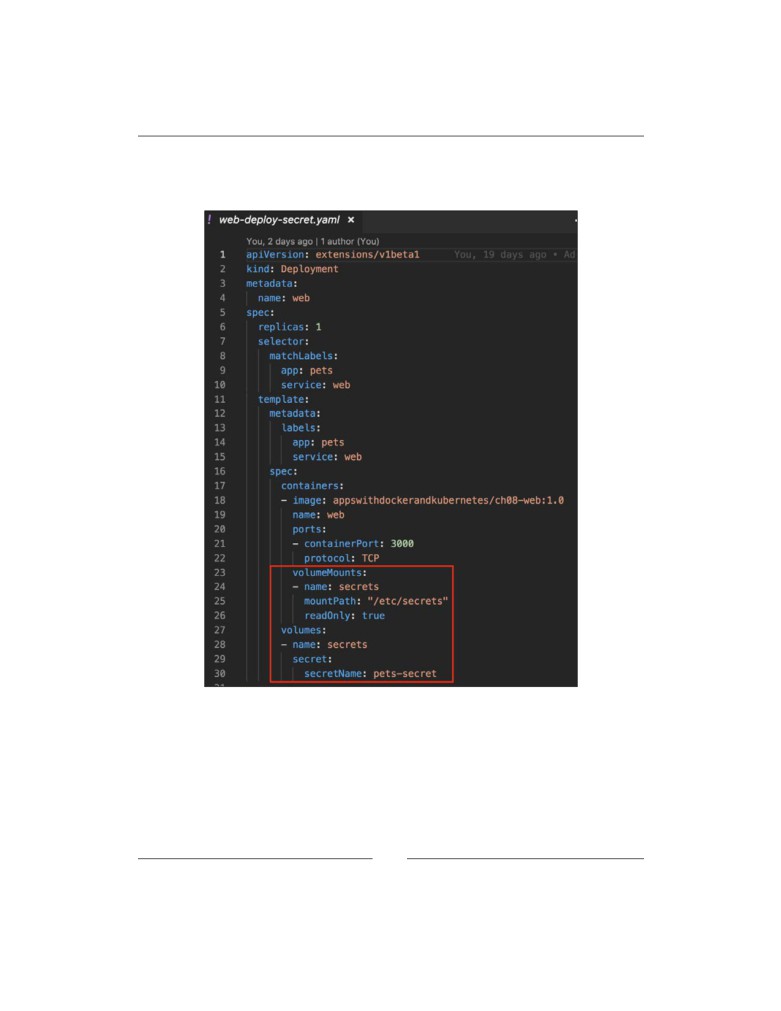 ! web-deploy-secret.yaml ×
You, 2 days ago | 1 author (You)
1 apiVersion: extensions/v1beta1 You, 19 days ago • Ad
2 kind: Deployment
3 metadata:
4   name: web
5 spec:
6   replicas: 1
7   selector:
8     matchLabels:
9       app: pets
10       service: web
11   template:
12     metadata:
13       labels:
14         app: pets
15         service: web
16     spec:
17       containers:
18       - image: appswithdockerandkubernetes/ch08-web:1.0
19         name: web
20         ports:
21         - containerPort: 3000
22           protocol: TCP
23         volumeMounts:
24         - name: secrets
25           mountPath: "/etc/secrets"
26           readOnly: true
27       volumes:
28       - name: secrets
29         secret:
30           secretName: pets-secret